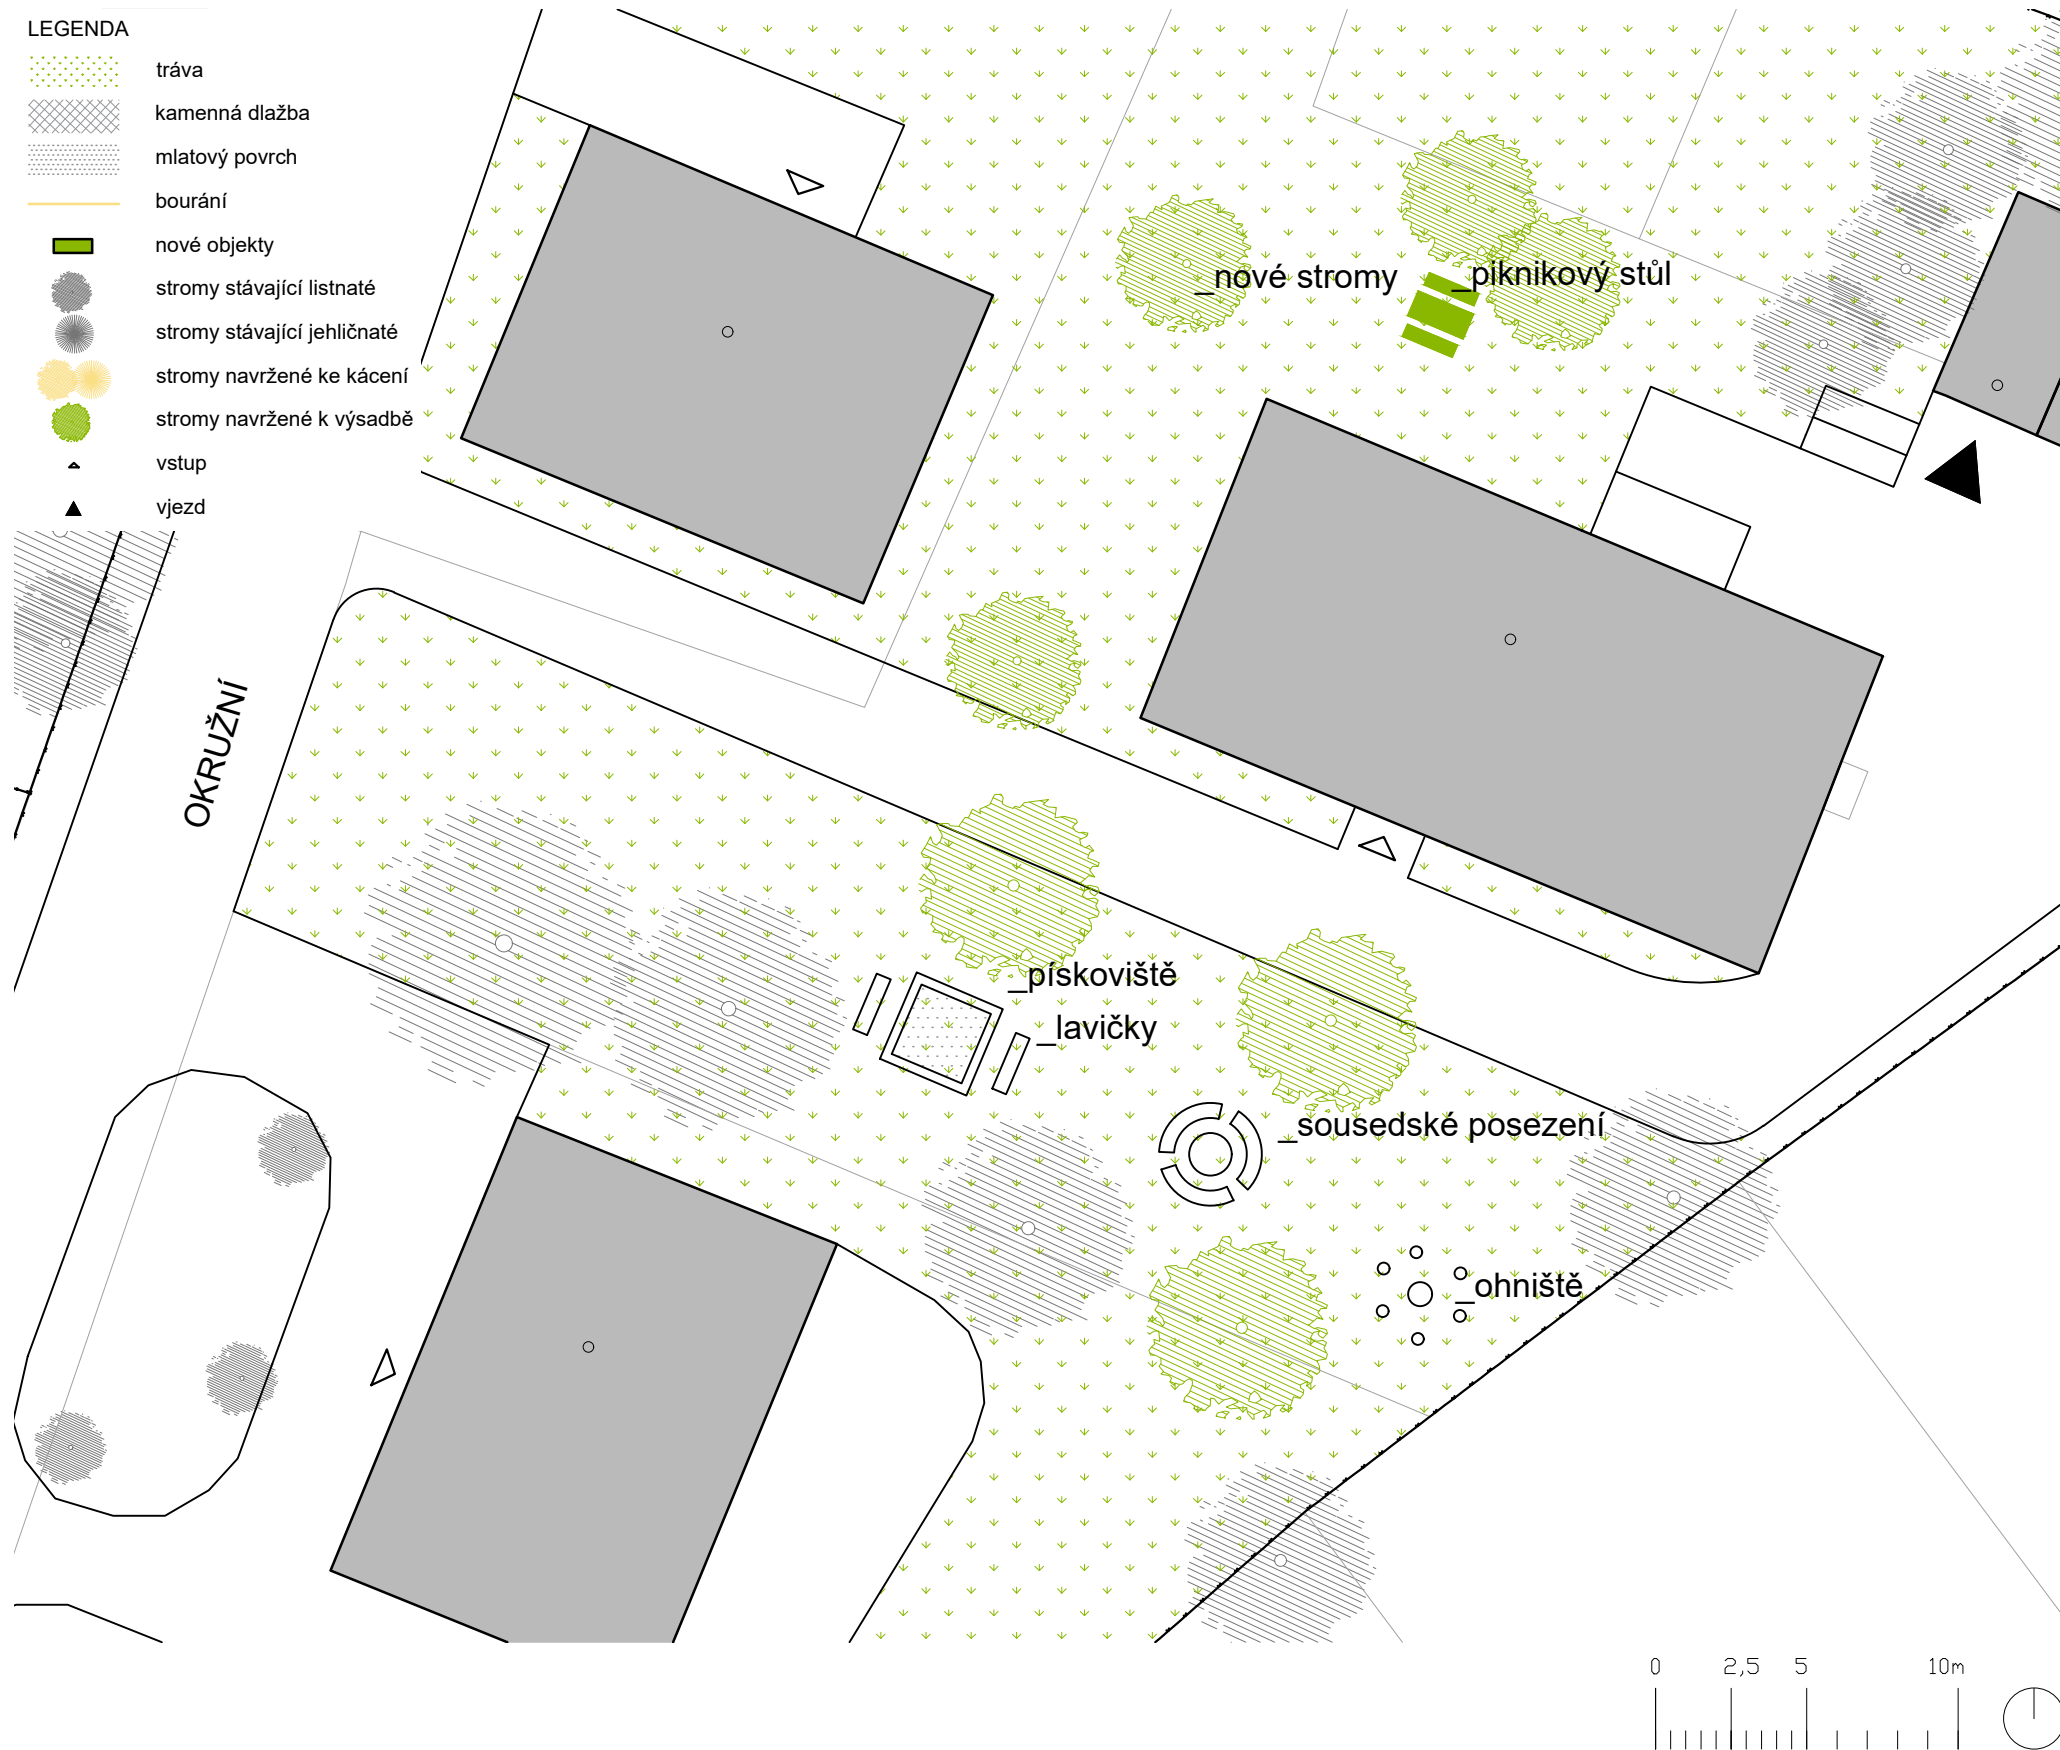 LEGENDA
tráva
kamenná dlažba
mlatový povrch
bourání
nové objekty
stromy stávající listnaté
stromy stávající jehličnaté
stromy navržené ke kácení
stromy navržené k výsadbě
vstup
vjezd
_nové stromy
_piknikový stůl
OKRUŽNÍ
_pískoviště
_lavičky
_sousedské posezení
_ohniště
0 2,5 5 10m